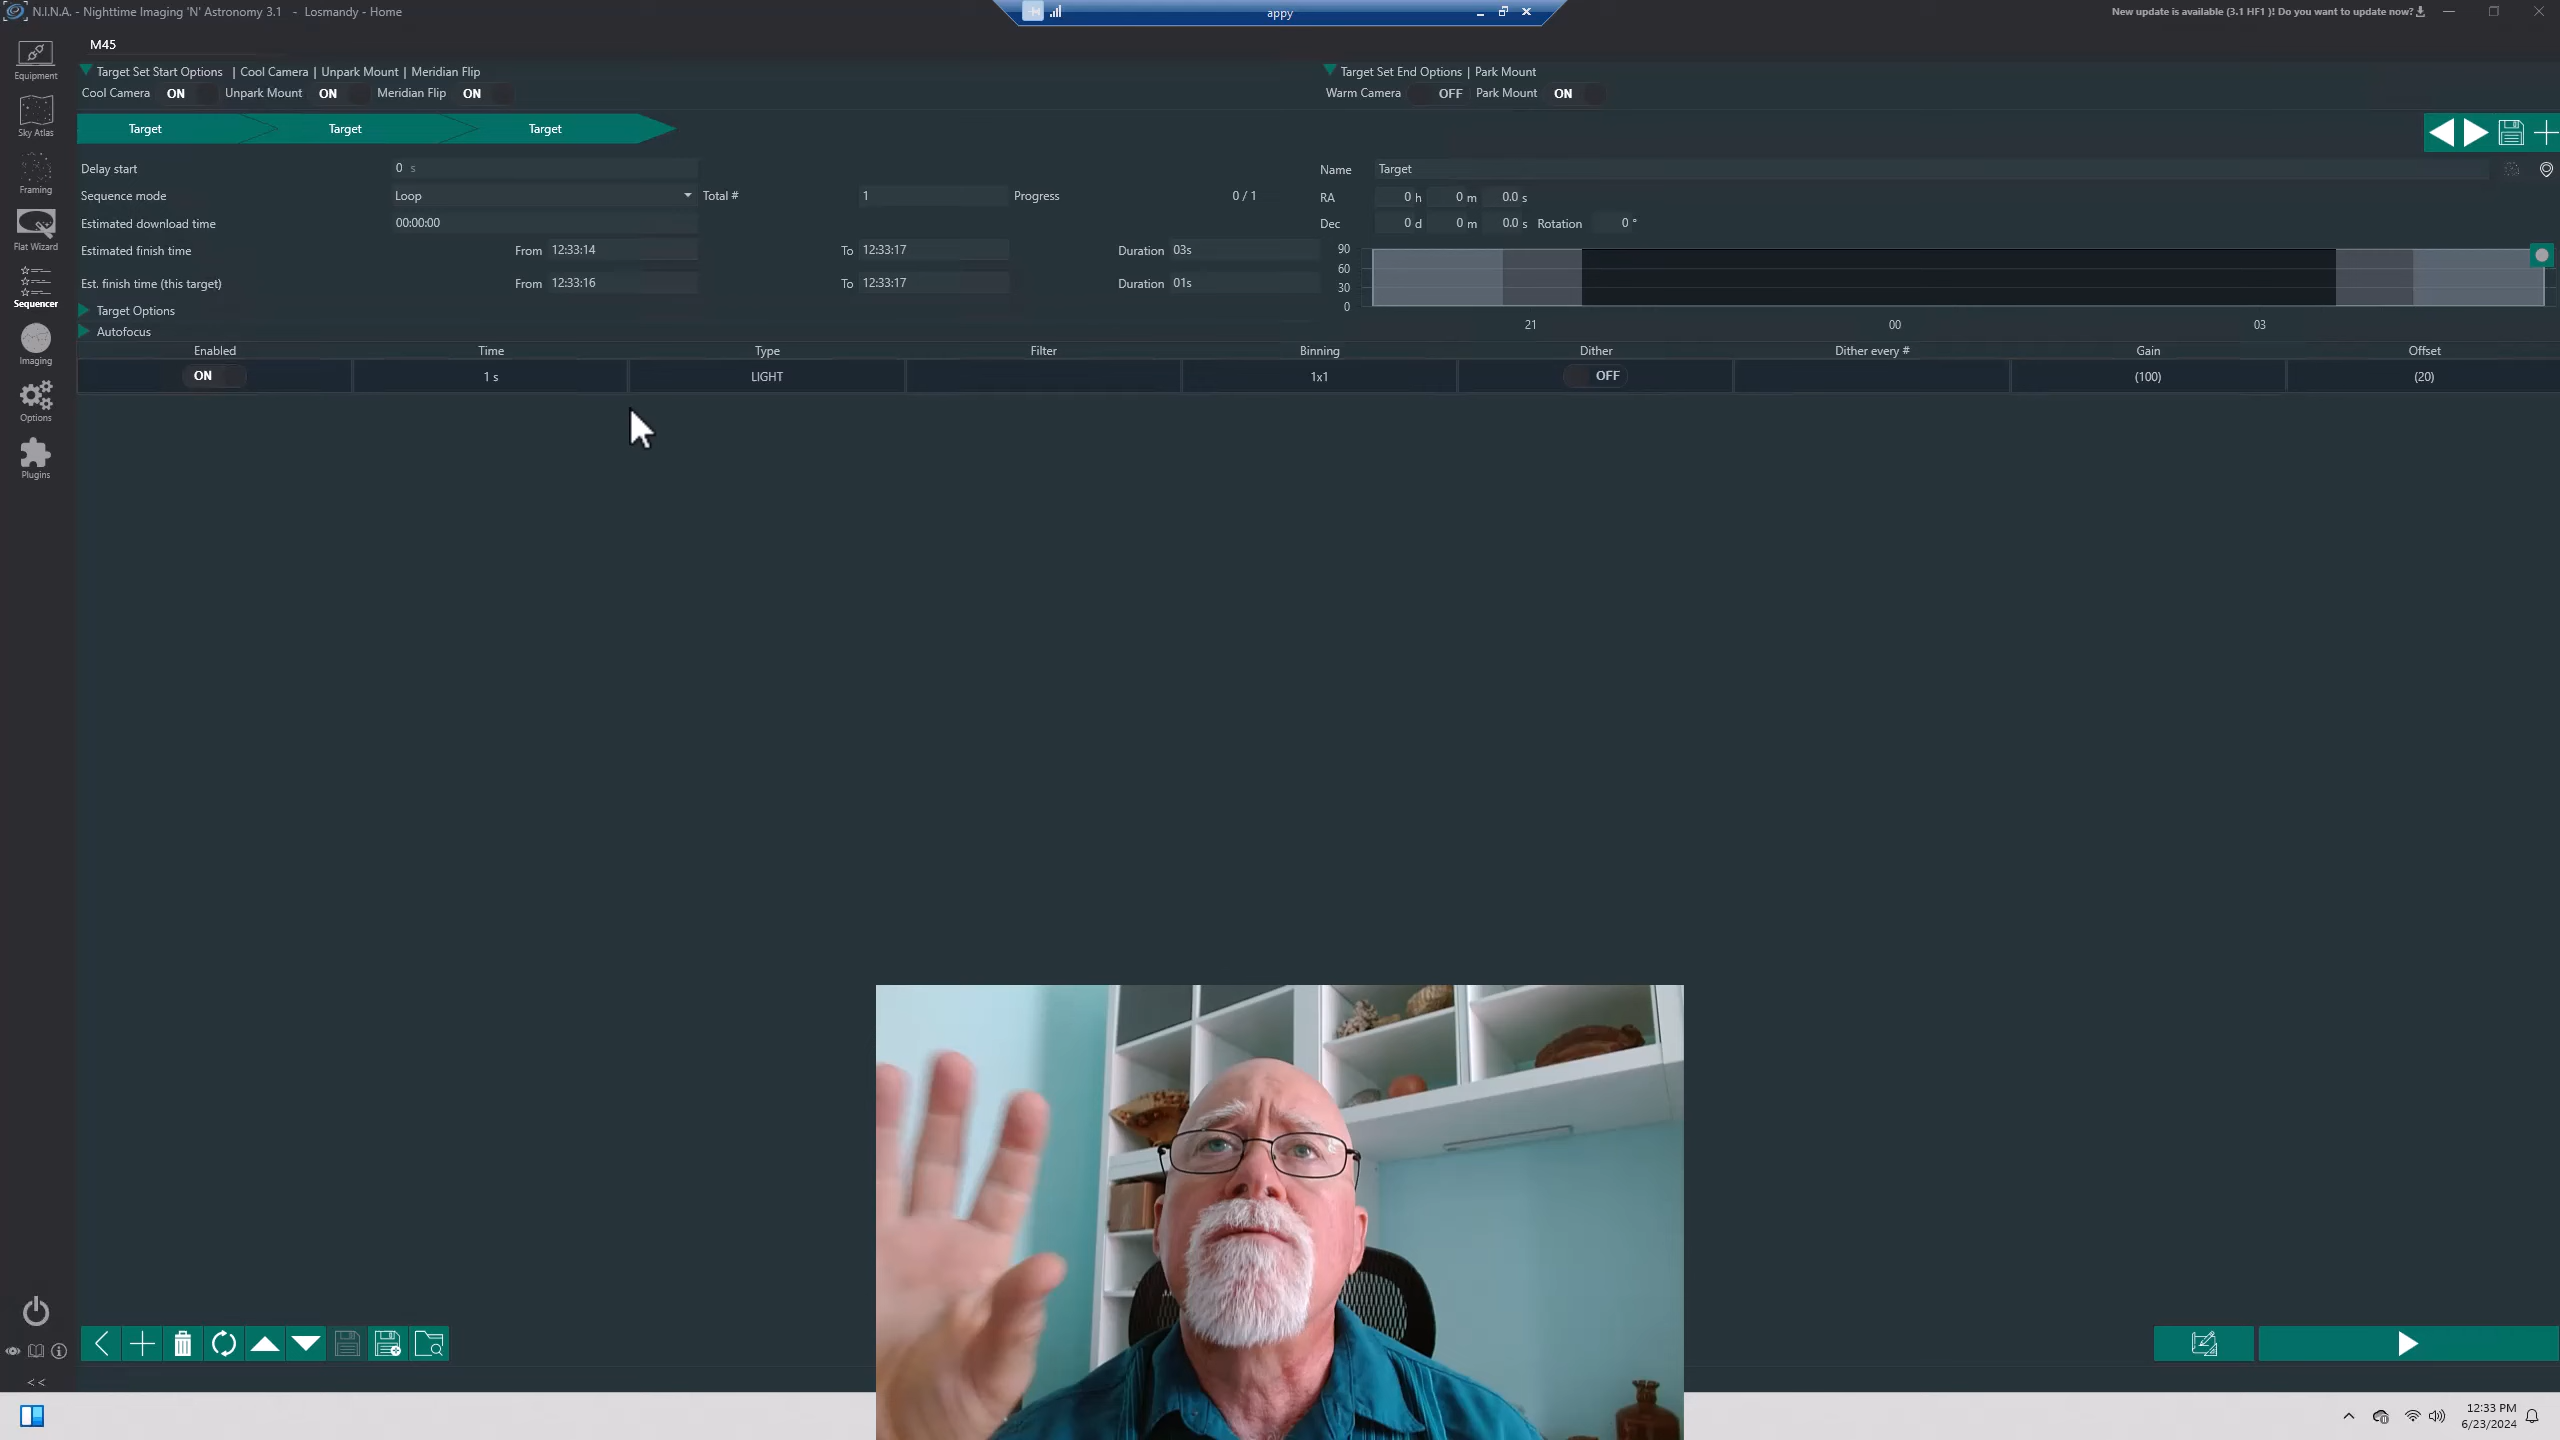 N.I.N.A. - Nighttime Imaging 'N' Astronomy 3.1 - Losmandy - Home
appy
New update is available (3.1 HF1 )! Do you want to update now?
M45
Equipment
Sky Atlas
Framing
Flat Wizard
Sequencer
Imaging
Options
Plugins
<<
Target Set Start Options | Cool Camera | Unpark Mount | Meridian Flip
Cool Camera ON Unpark Mount ON Meridian Flip ON
Target Set End Options | Park Mount
Warm Camera OFF Park Mount ON
Target Target Target
Delay start 0 s
Sequence mode Loop Total # 1 Progress 0 / 1
Estimated download time 00:00:00
Estimated finish time From 12:33:14 To 12:33:17 Duration 03s
Est. finish time (this target) From 12:33:16 To 12:33:17 Duration 01s
Target Options
Autofocus
Name Target
RA 0 h 0 m 0.0 s
Dec 0 d 0 m 0.0 s Rotation 0 °
90
60
30
0
21 00 03
Enabled Time Type Filter Binning Dither Dither every # Gain Offset
ON 1 s LIGHT 1x1 OFF (100) (20)
12:33 PM
6/23/2024